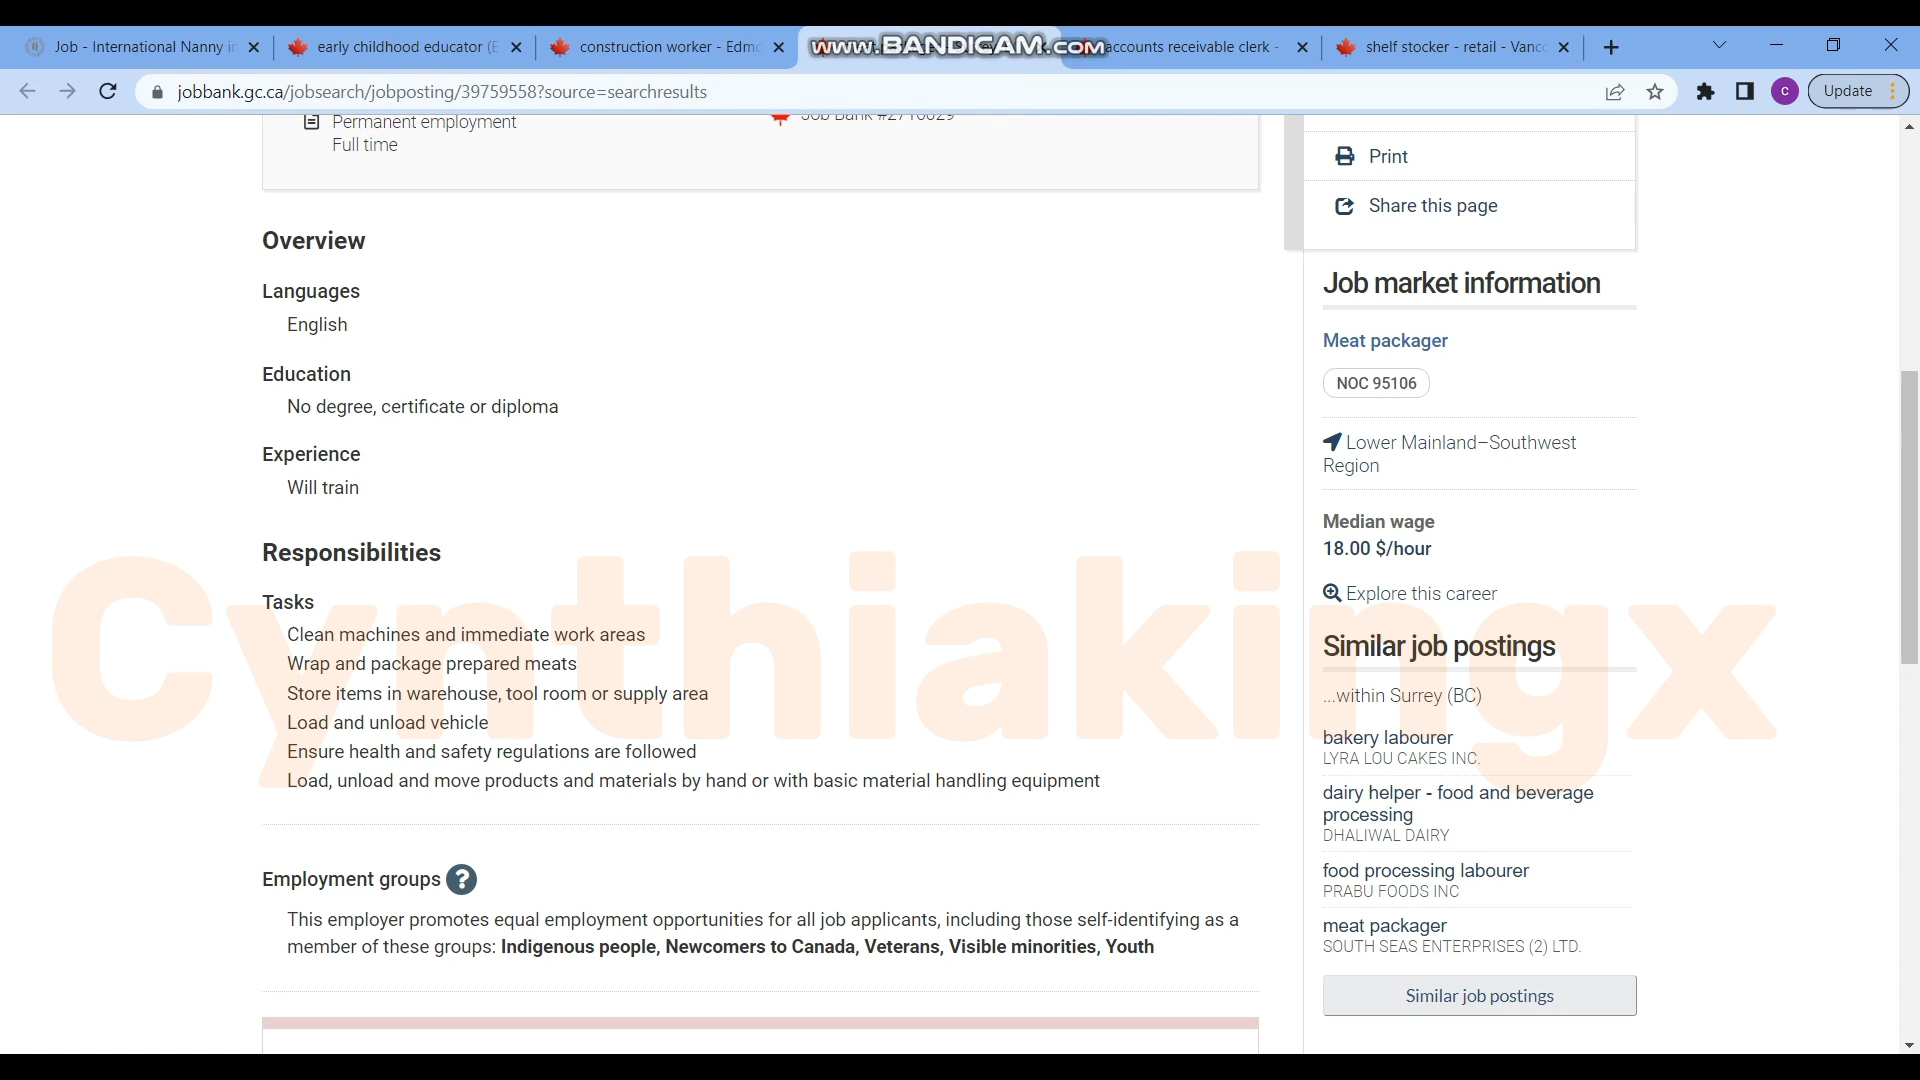 Job - International Nanny i
early childhood educator (E
construction worker - Edmo
www.BANDICAM.com
accounts receivable clerk -
shelf stocker - retail - Vanco
jobbank.gc.ca/jobsearch/jobposting/39759558?source=searchresults
C
Update
Permanent employment
Full time
Job Bank #2716029
Print
Share this page
Overview
Languages
English
Education
No degree, certificate or diploma
Experience
Will train
Responsibilities
Tasks
Clean machines and immediate work areas
Wrap and package prepared meats
Store items in warehouse, tool room or supply area
Load and unload vehicle
Ensure health and safety regulations are followed
Load, unload and move products and materials by hand or with basic material handling equipment
Employment groups ?
This employer promotes equal employment opportunities for all job applicants, including those self-identifying as a
member of these groups: Indigenous people, Newcomers to Canada, Veterans, Visible minorities, Youth
Job market information
Meat packager
NOC 95106
Lower Mainland–Southwest
Region
Median wage
18.00 $/hour
Explore this career
Similar job postings
...within Surrey (BC)
bakery labourer
LYRA LOU CAKES INC.
dairy helper - food and beverage
processing
DHALIWAL DAIRY
food processing labourer
PRABU FOODS INC
meat packager
SOUTH SEAS ENTERPRISES (2) LTD.
Similar job postings
Cynthiakingx